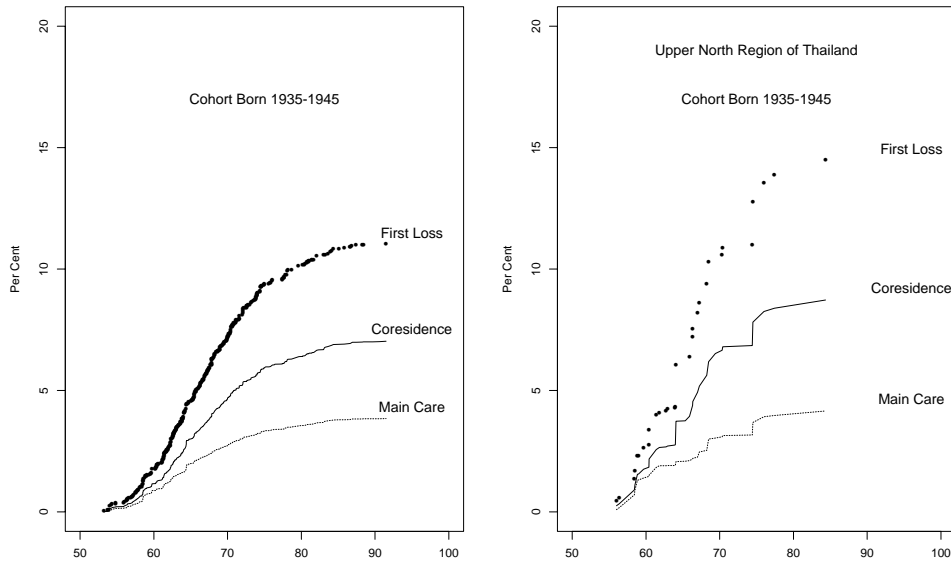 20
15
10
5
0
Per Cent
Cohort Born 1935-1945
First Loss
Coresidence
Main Care
50 60 70 80 90 100
20
15
10
5
0
Per Cent
Upper North Region of Thailand
Cohort Born 1935-1945
First Loss
Coresidence
Main Care
50 60 70 80 90 100